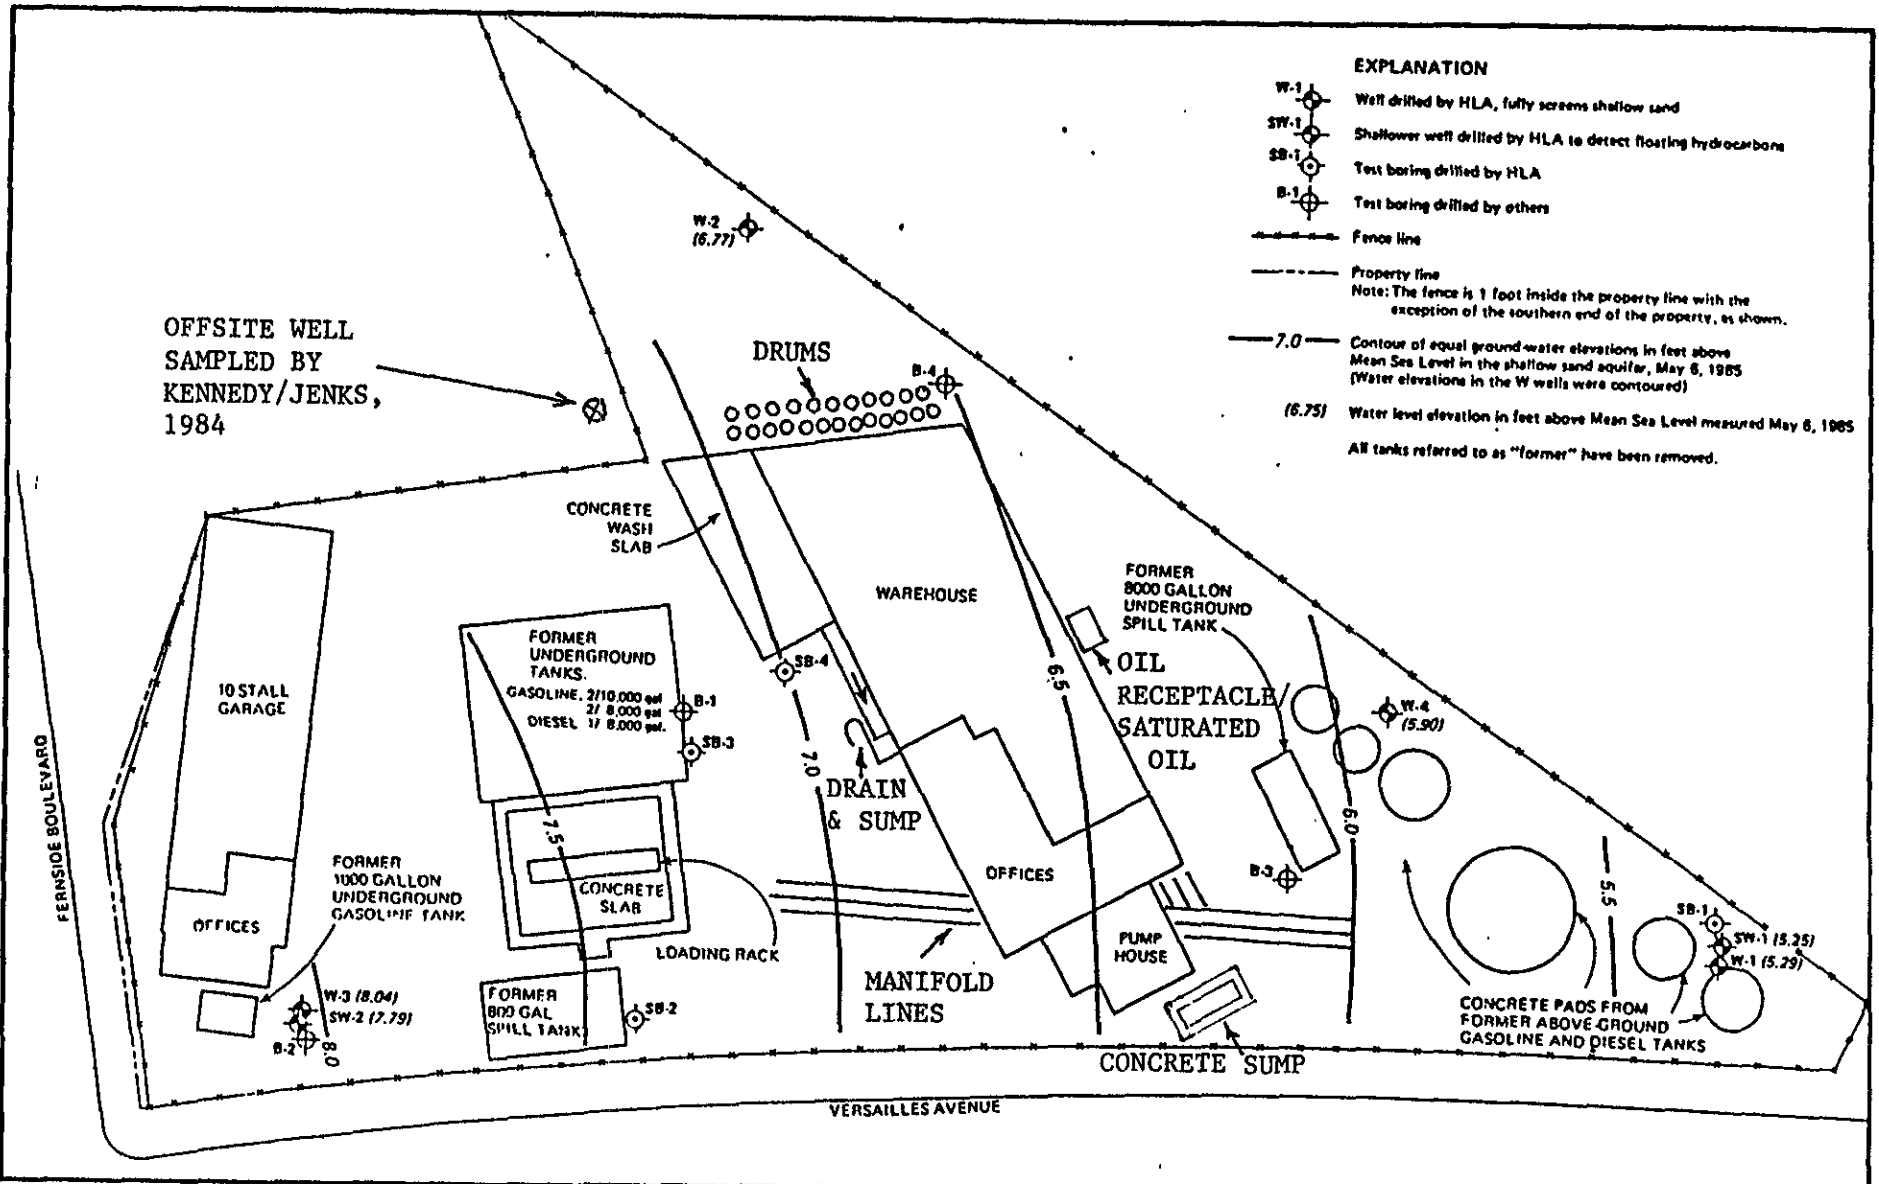 EXPLANATION
W-1 Well drilled by HLA, fully screens shallow sand
SW-1 Shallower well drilled by HLA to detect floating hydrocarbons
SB-1 Test boring drilled by HLA
B-1 Test boring drilled by others
Fence line
Property line
Note: The fence is 1 foot inside the property line with the
exception of the southern end of the property, as shown.
7.0 Contour of equal ground-water elevations in feet above
Mean Sea Level in the shallow sand aquifer, May 6, 1985
(Water elevations in the W wells were contoured)
(6.75) Water level elevation in feet above Mean Sea Level measured May 6, 1985
All tanks referred to as "former" have been removed.
W-2
(6.77)
OFFSITE WELL
SAMPLED BY
KENNEDY/JENKS,
1984
DRUMS
B-4
CONCRETE
WASH
SLAB
WAREHOUSE
FORMER
8000 GALLON
UNDERGROUND
SPILL TANK
10 STALL
GARAGE
FORMER
UNDERGROUND
TANKS.
GASOLINE. 2/10,000 gal
2/ 8,000 gal
DIESEL 1/ 8,000 gal.
B-1
SB-3
SB-4
6.5
OIL
RECEPTACLE/
SATURATED
OIL
W-4
(5.90)
7.0
DRAIN
& SUMP
FERNSIDE BOULEVARD
7.5
6.0
FORMER
1000 GALLON
UNDERGROUND
GASOLINE TANK
CONCRETE
SLAB
OFFICES
OFFICES
B-3
5.5
SB-1
SW-1 (5.25)
W-1 (5.29)
LOADING RACK
PUMP
HOUSE
MANIFOLD
LINES
FORMER
800 GAL
SPILL TANK
SB-2
W-3 (8.04)
SW-2 (7.79)
B-2
8.0
CONCRETE PADS FROM
FORMER ABOVE-GROUND
GASOLINE AND DIESEL TANKS
CONCRETE SUMP
VERSAILLES AVENUE